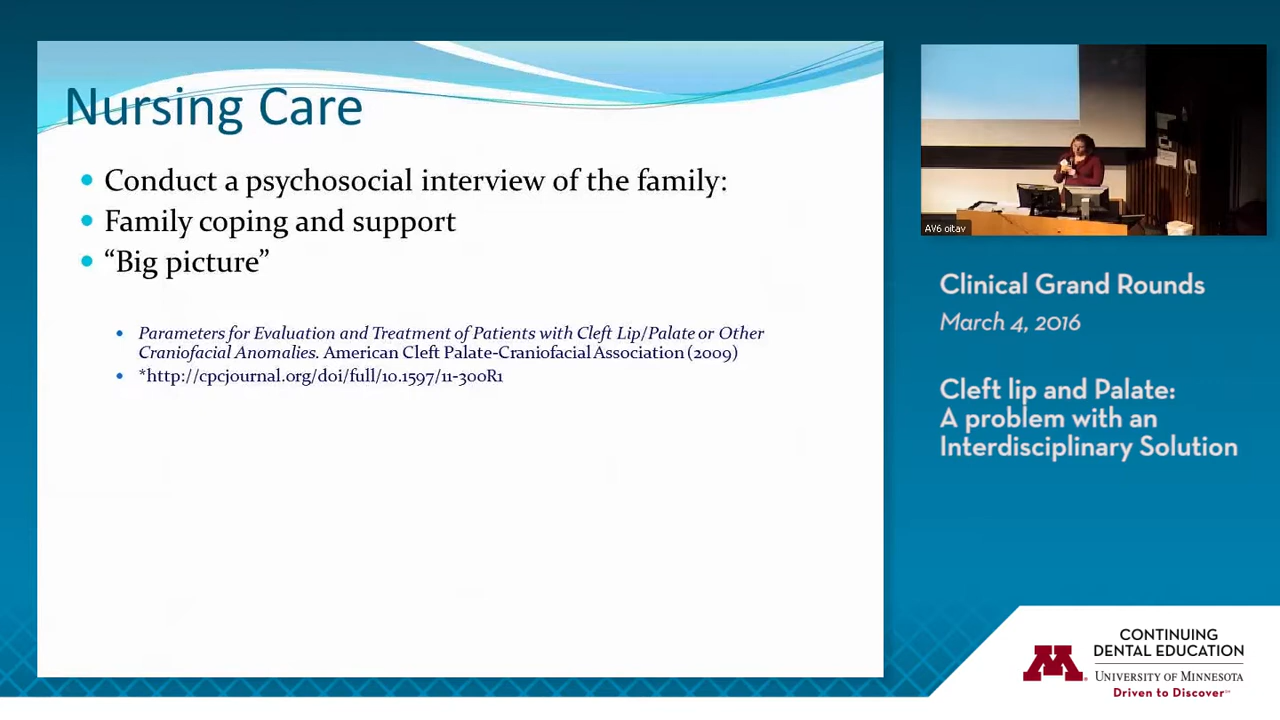 Nursing Care
• Conduct a psychosocial interview of the family:
• Family coping and support
• “Big picture”
• Parameters for Evaluation and Treatment of Patients with Cleft Lip/Palate or Other
Craniofacial Anomalies. American Cleft Palate-Craniofacial Association (2009)
• *http://cpcjournal.org/doi/full/10.1597/11-300R1
AV6 oitav
Clinical Grand Rounds
March 4, 2016
Cleft lip and Palate:
A problem with an
Interdisciplinary Solution
CONTINUING
DENTAL EDUCATION
M
UNIVERSITY OF MINNESOTA
Driven to Discover℠